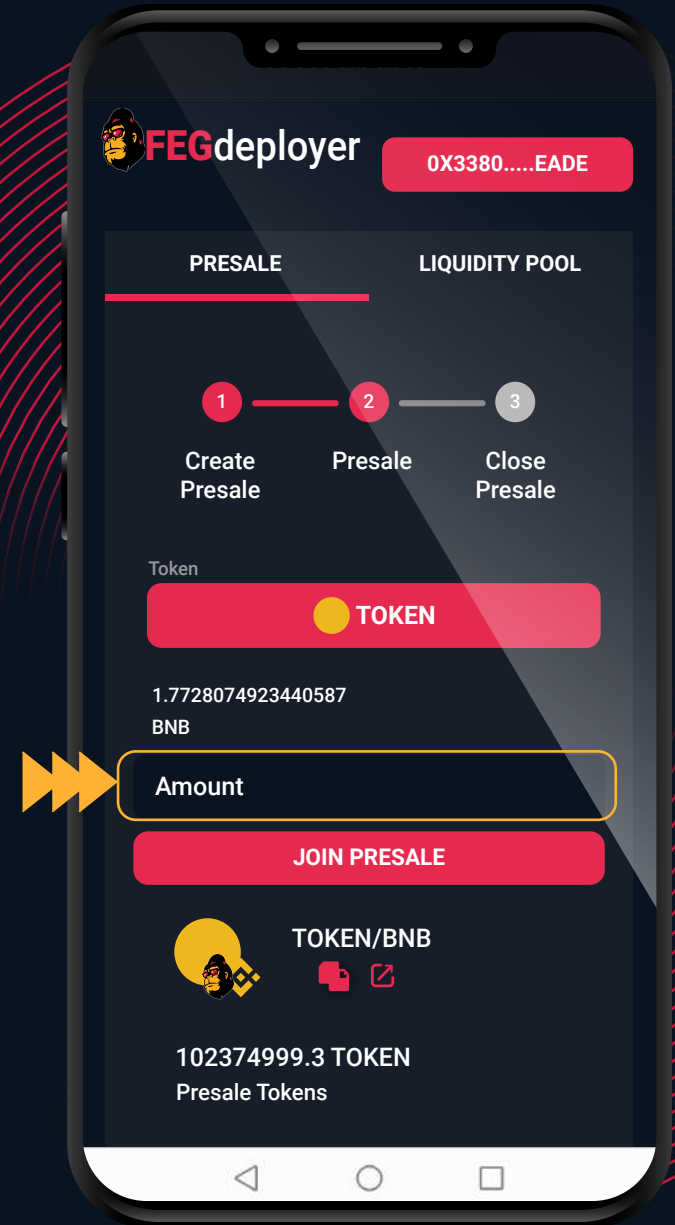 FEGdeployer
0X3380.....EADE
PRESALE
LIQUIDITY POOL
1
2
3
Create
Presale
Presale
Close
Presale
Token
TOKEN
1.7728074923440587
BNB
Amount
JOIN PRESALE
TOKEN/BNB
102374999.3 TOKEN
Presale Tokens